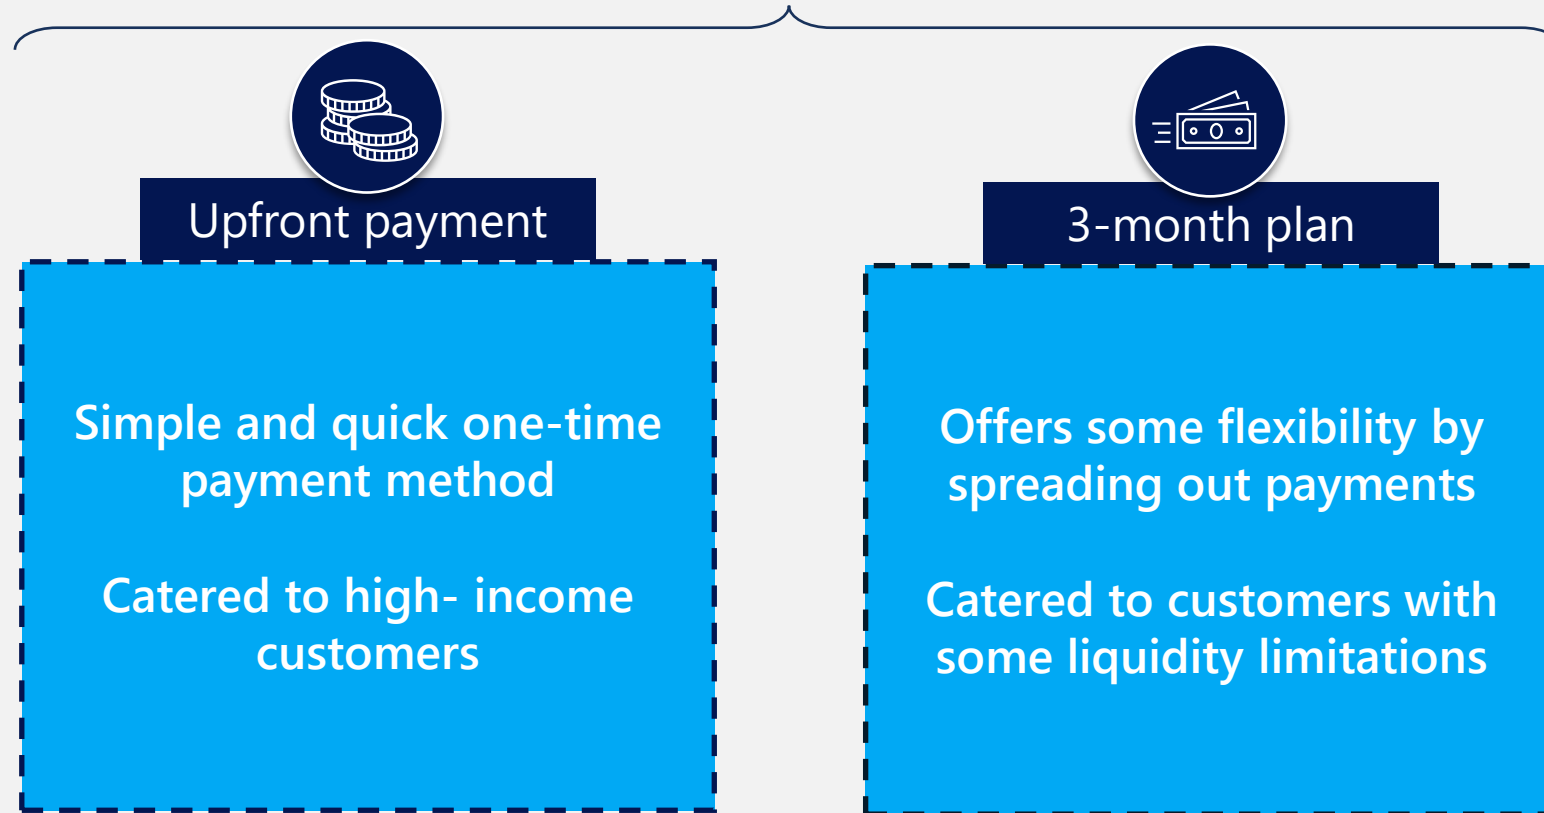 Upfront payment
Simple and quick one-time
payment method
Catered to high- income
customers
3-month plan
Offers some flexibility by
spreading out payments
Catered to customers with
some liquidity limitations